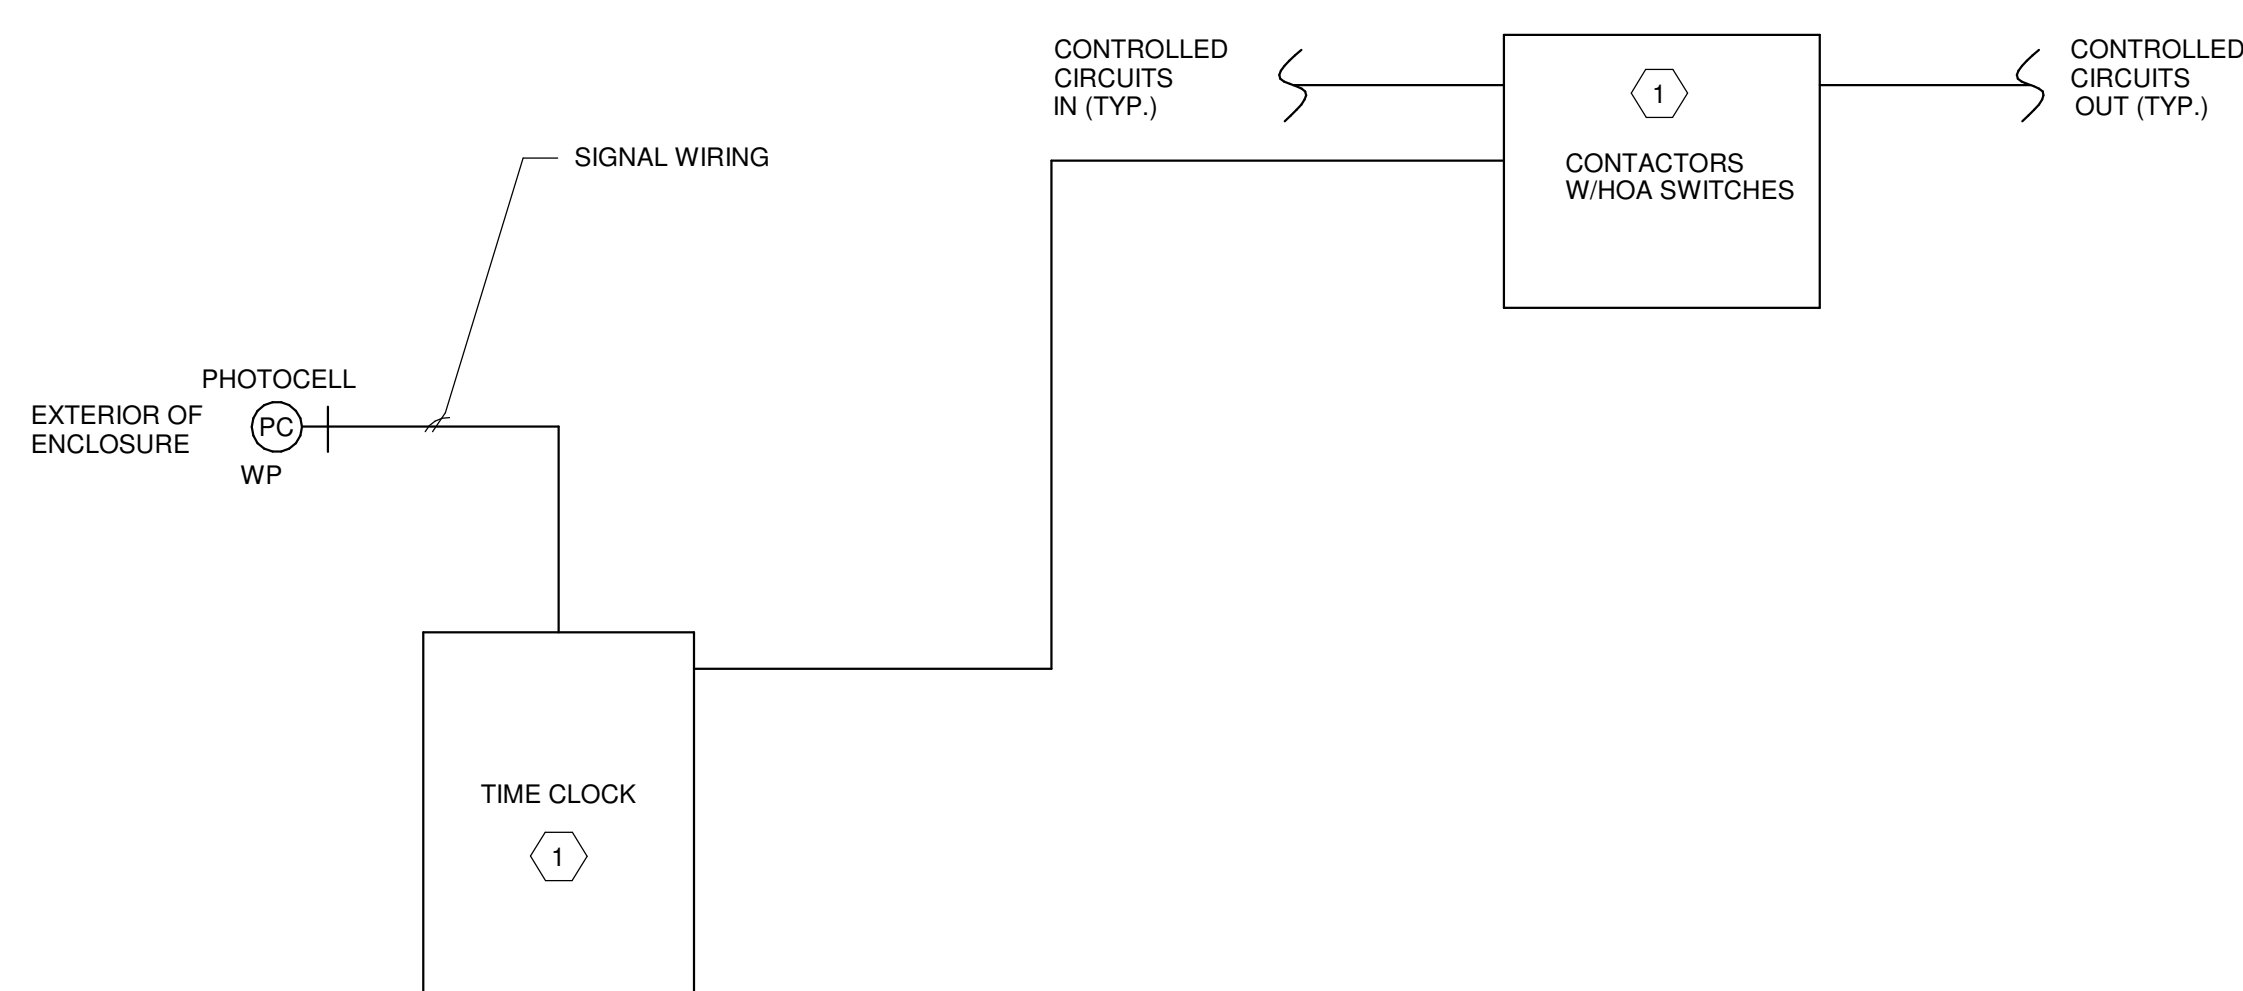 CONTROLLED
CIRCUITS
IN (TYP.)
1
CONTACTORS
W/HOA SWITCHES
CONTROLLED
CIRCUITS
OUT (TYP.)
SIGNAL WIRING
PHOTOCELL
EXTERIOR OF
ENCLOSURE
PC
WP
TIME CLOCK
1